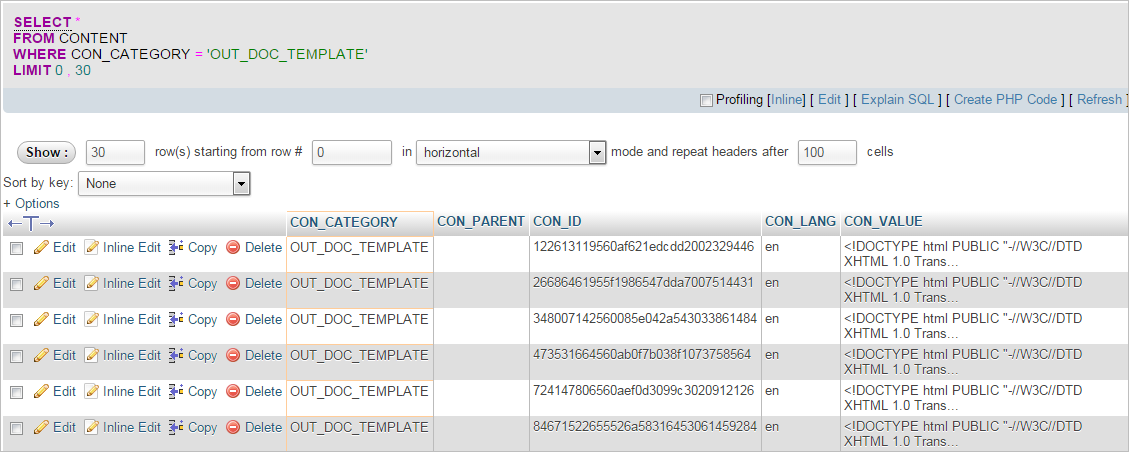 SELECT *
FROM CONTENT
WHERE CON_CATEGORY = 'OUT_DOC_TEMPLATE'
LIMIT 0 , 30
Profiling [Inline] [ Edit ] [ Explain SQL ] [ Create PHP Code ] [ Refresh ]
Show : 30 row(s) starting from row # 0 in horizontal mode and repeat headers after 100 cells
Sort by key: None
+ Options
←T→ CON_CATEGORY CON_PARENT CON_ID CON_LANG CON_VALUE
Edit Inline Edit Copy Delete OUT_DOC_TEMPLATE 122613119560af621edcdd2002329446 en <!DOCTYPE html PUBLIC "-//W3C//DTD
XHTML 1.0 Trans...
Edit Inline Edit Copy Delete OUT_DOC_TEMPLATE 26686461955f1986547dda7007514431 en <!DOCTYPE html PUBLIC "-//W3C//DTD
XHTML 1.0 Trans...
Edit Inline Edit Copy Delete OUT_DOC_TEMPLATE 348007142560085e042a543033861484 en <!DOCTYPE html PUBLIC "-//W3C//DTD
XHTML 1.0 Trans...
Edit Inline Edit Copy Delete OUT_DOC_TEMPLATE 473531664560ab0f7b038f1073758564 en <!DOCTYPE html PUBLIC "-//W3C//DTD
XHTML 1.0 Trans...
Edit Inline Edit Copy Delete OUT_DOC_TEMPLATE 724147806560aef0d3099c3020912126 en <!DOCTYPE html PUBLIC "-//W3C//DTD
XHTML 1.0 Trans...
Edit Inline Edit Copy Delete OUT_DOC_TEMPLATE 84671522655526a58316453061459284 en <!DOCTYPE html PUBLIC "-//W3C//DTD
XHTML 1.0 Trans...